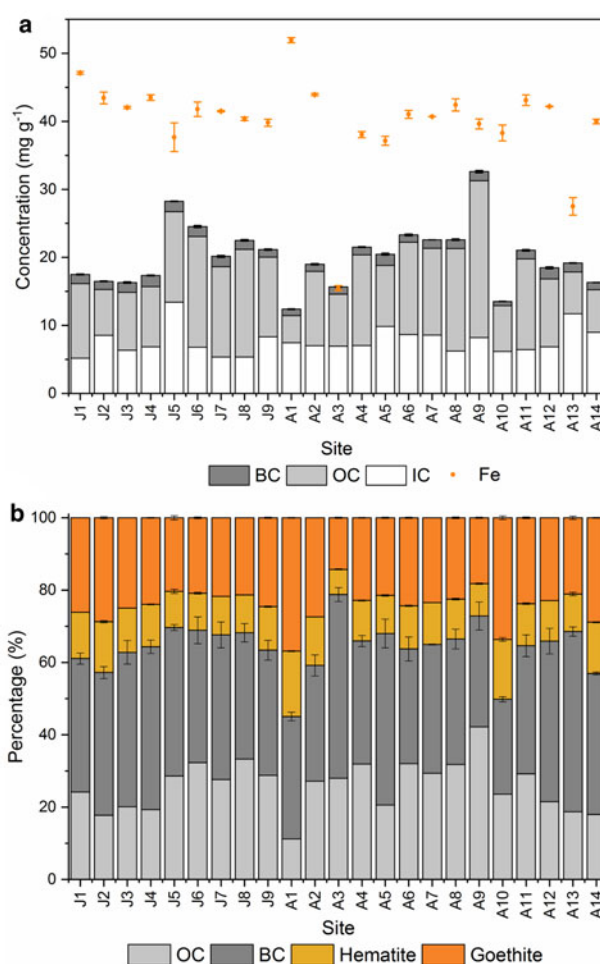 a
Concentration (mg g⁻¹)
50
40
30
20
10
0
J1 J2 J3 J4 J5 J6 J7 J8 J9 A1 A2 A3 A4 A5 A6 A7 A8 A9 A10 A11 A12 A13 A14
Site
BC OC IC Fe
b
Percentage (%)
100
80
60
40
20
0
J1 J2 J3 J4 J5 J6 J7 J8 J9 A1 A2 A3 A4 A5 A6 A7 A8 A9 A10 A11 A12 A13 A14
Site
OC BC Hematite Goethite